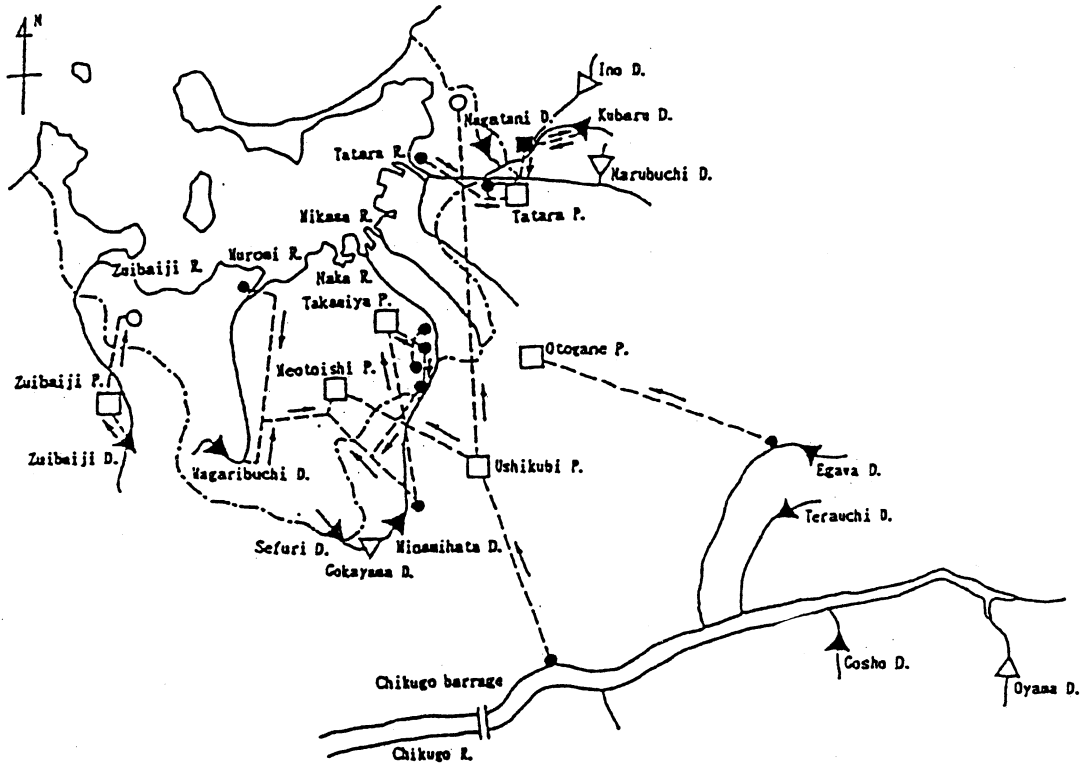 N
Ino D.
Nagatani D.
Kubaru D.
Tatara R.
Narubuchi D.
Tatara P.
Mikasa R.
Muromi R.
Zuibaiji R.
Naka R.
Takamiya P.
Otogane P.
Meotoishi P.
Zuibaiji P.
Zuibaiji D.
Magaribuchi D.
Ushikubi P.
Egawa D.
Terauchi D.
Sefuri D.
Minamihata D.
Gokayama D.
Chikugo barrage
Gosho D.
Oyama D.
Chikugo R.